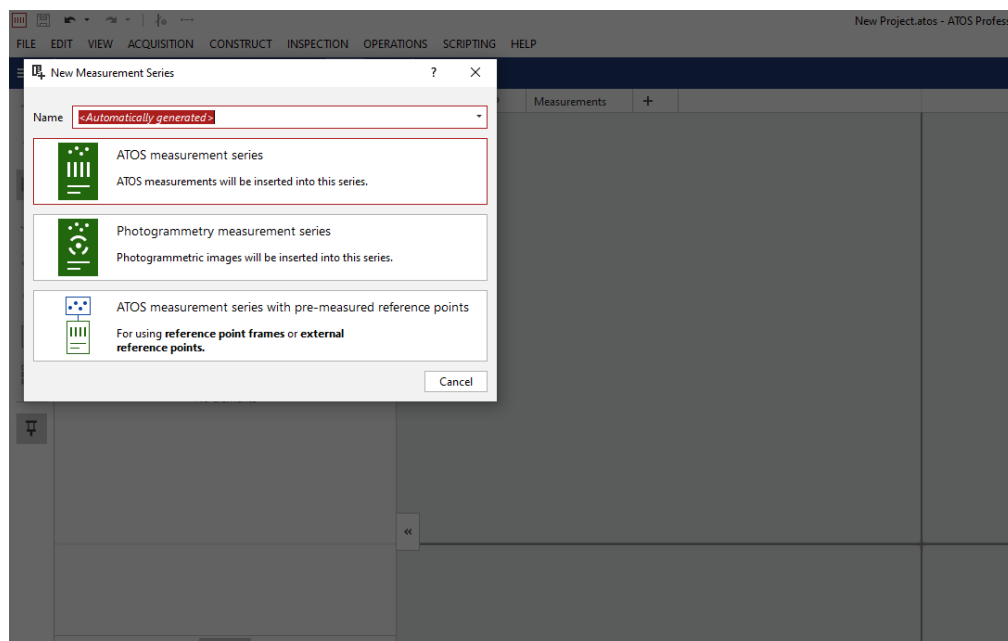 New Project.atos - ATOS Profess
FILE EDIT VIEW ACQUISITION CONSTRUCT INSPECTION OPERATIONS SCRIPTING HELP
New Measurement Series ?
Measurements +
Name <Automatically generated>
ATOS measurement series
ATOS measurements will be inserted into this series.
Photogrammetry measurement series
Photogrammetric images will be inserted into this series.
ATOS measurement series with pre-measured reference points
For using reference point frames or external
reference points.
Cancel